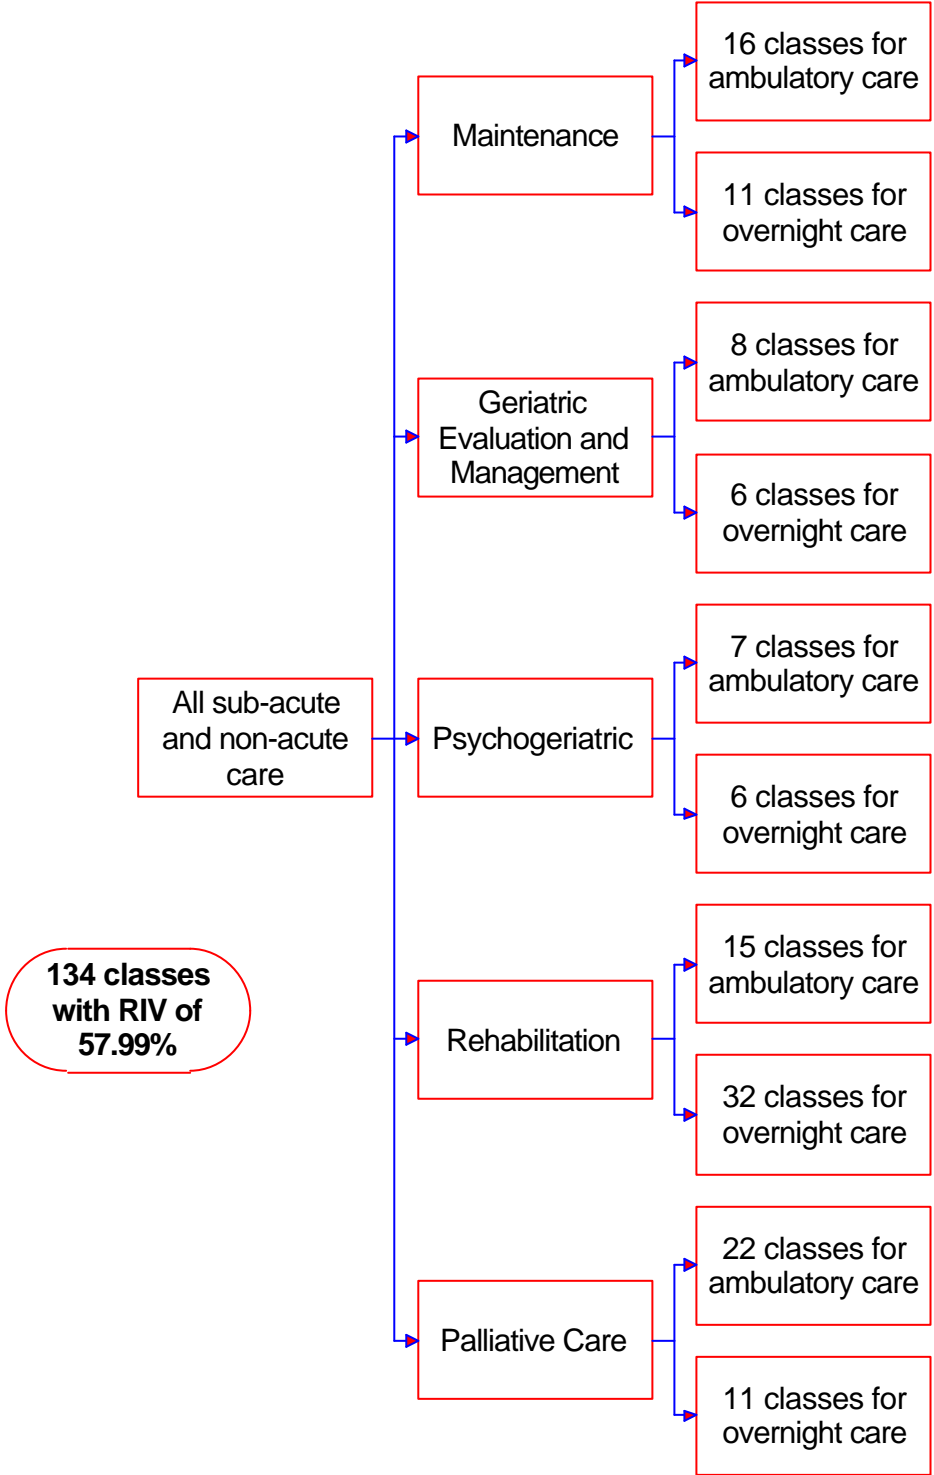 16 classes for
ambulatory care
Maintenance
11 classes for
overnight care
8 classes for
ambulatory care
Geriatric
Evaluation and
Management
6 classes for
overnight care
7 classes for
ambulatory care
All sub-acute
and non-acute
care
Psychogeriatric
6 classes for
overnight care
134 classes
with RIV of
57.99%
15 classes for
ambulatory care
Rehabilitation
32 classes for
overnight care
22 classes for
ambulatory care
Palliative Care
11 classes for
overnight care